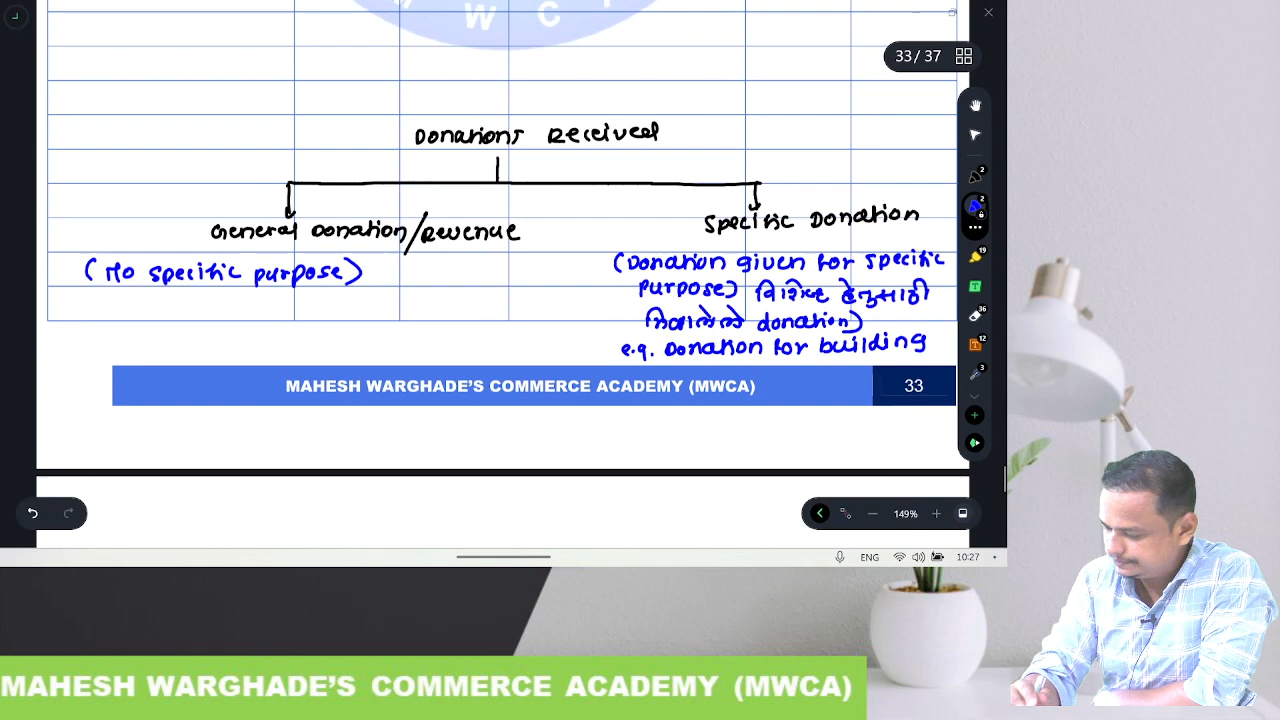 W C
33 / 37
Donations Received
General Donation/Revenue
Specific Donation
(No specific purpose)
(Donation given for specific
purpose)
donation)
e.g. Donation for building
MAHESH WARGHADE'S COMMERCE ACADEMY (MWCA)
33
149%
ENG
10:27
MAHESH WARGHADE'S COMMERCE ACADEMY (MWCA)